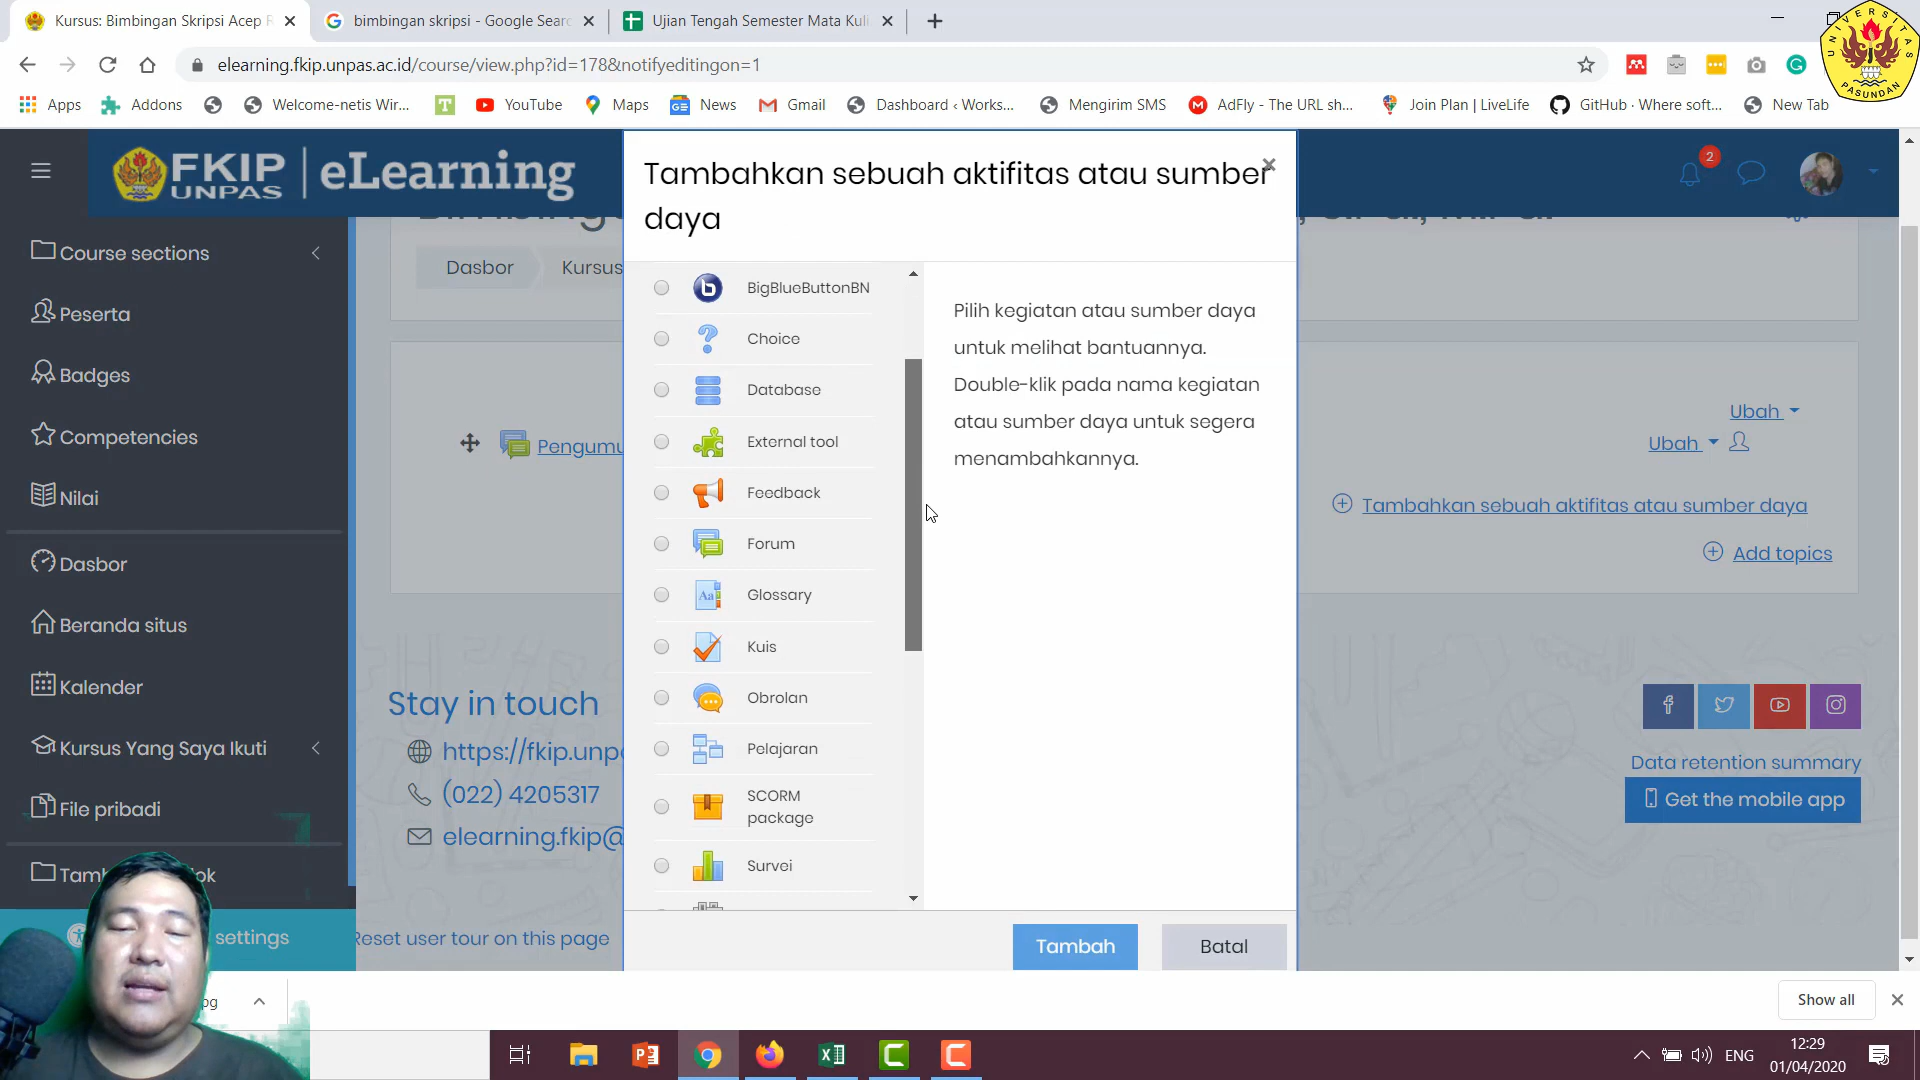 Kursus: Bimbingan Skripsi Acep R
bimbingan skripsi - Google Searc
Ujian Tengah Semester Mata Kuli
elearning.fkip.unpas.ac.id/course/view.php?id=178&notifyeditingon=1
UNIVERSITAS
PASUNDAN
Apps
Addons
Welcome-netis Wir...
YouTube
Maps
News
Gmail
Dashboard ‹ Works...
Mengirim SMS
AdFly - The URL sh...
Join Plan | LiveLife
GitHub · Where soft...
New Tab
FKIP
UNPAS
eLearning
2
Course sections
Peserta
Badges
Competencies
Nilai
Dasbor
Beranda situs
Kalender
Kursus Yang Saya Ikuti
File pribadi
settings
Dasbor
Kursus
Pengumu
Tambahkan sebuah aktifitas atau sumber
daya
BigBlueButtonBN
Choice
Database
External tool
Feedback
Forum
Glossary
Kuis
Obrolan
Pelajaran
SCORM
package
Survei
Pilih kegiatan atau sumber daya
untuk melihat bantuannya.
Double-klik pada nama kegiatan
atau sumber daya untuk segera
menambahkannya.
Tambah
Batal
Ubah
Ubah
Tambahkan sebuah aktifitas atau sumber daya
Add topics
Stay in touch
https://fkip.unp
(022) 4205317
elearning.fkip@
Reset user tour on this page
Data retention summary
Get the mobile app
pg
Show all
ENG
12:29
01/04/2020